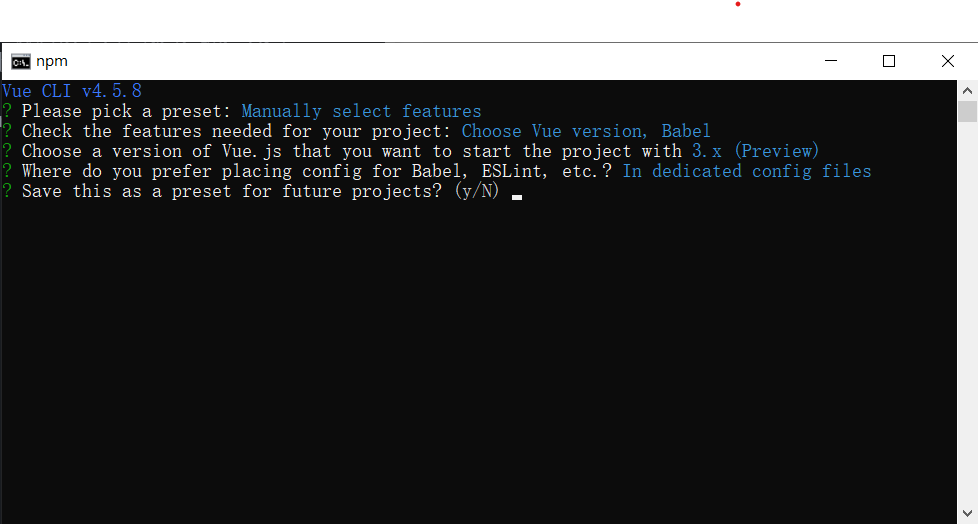 npm
Vue CLI v4.5.8
? Please pick a preset: Manually select features
? Check the features needed for your project: Choose Vue version, Babel
? Choose a version of Vue.js that you want to start the project with 3.x (Preview)
? Where do you prefer placing config for Babel, ESLint, etc.? In dedicated config files
? Save this as a preset for future projects? (y/N)